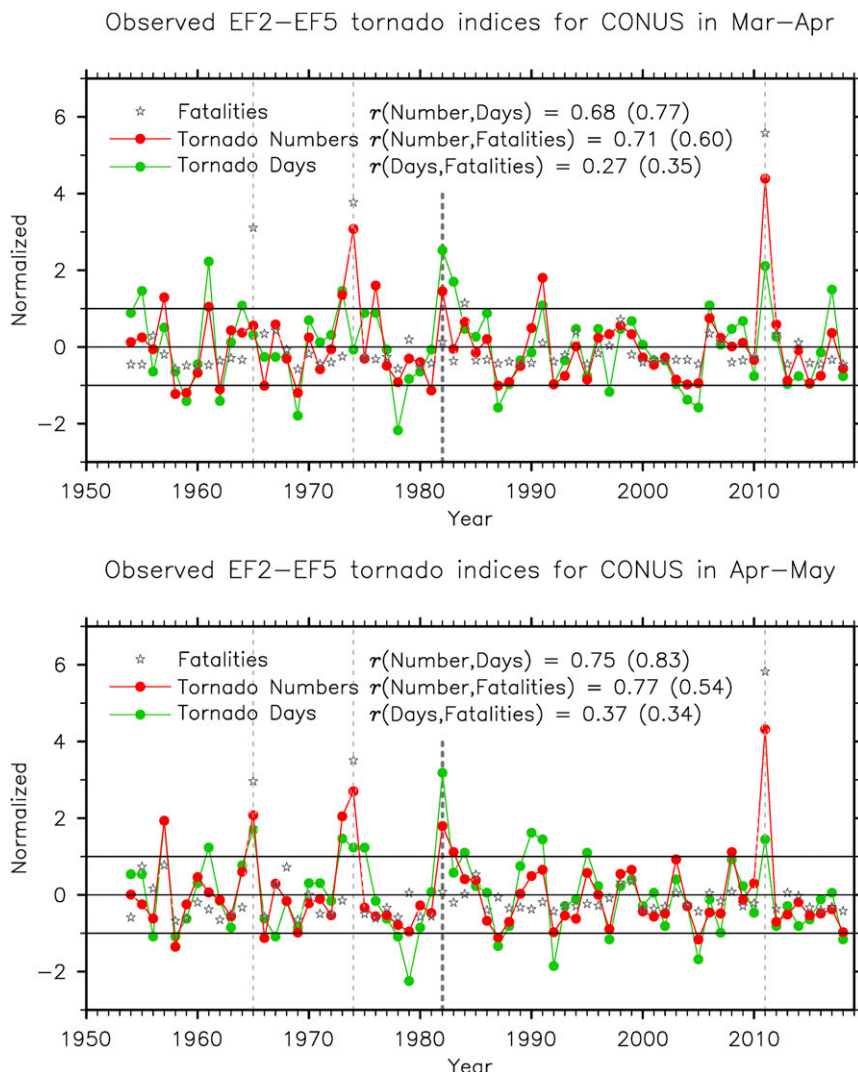 Observed EF2−EF5 tornado indices for CONUS in Mar−Apr
Normalized
6
4
2
0
−2
☆ Fatalities r(Number,Days) = 0.68 (0.77)
Tornado Numbers r(Number,Fatalities) = 0.71 (0.60)
Tornado Days r(Days,Fatalities) = 0.27 (0.35)
1950 1960 1970 1980 1990 2000 2010
Year
Observed EF2−EF5 tornado indices for CONUS in Apr−May
Normalized
6
4
2
0
−2
☆ Fatalities r(Number,Days) = 0.75 (0.83)
Tornado Numbers r(Number,Fatalities) = 0.77 (0.54)
Tornado Days r(Days,Fatalities) = 0.37 (0.34)
1950 1960 1970 1980 1990 2000 2010
Year